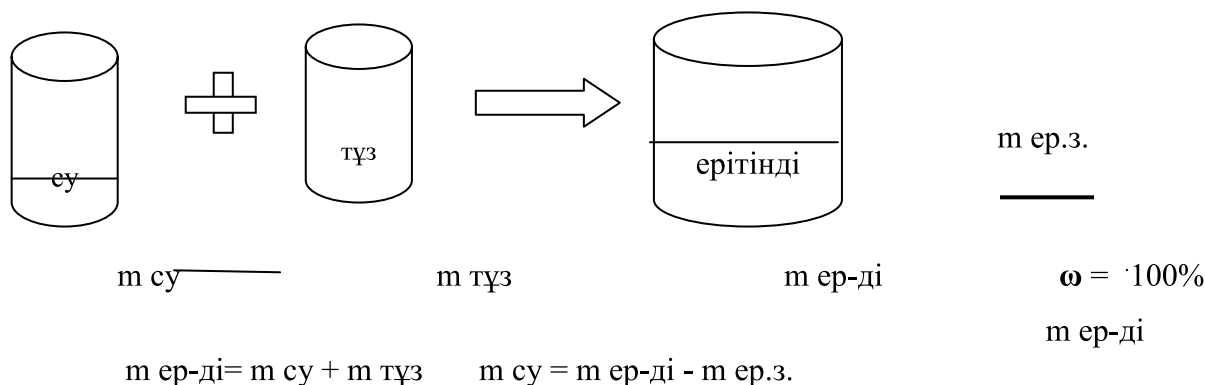 су
тұз
ерітінді
m ер.з.
m су m тұз m ер-ді ω = ·100%
m ер-ді
m ер-ді= m су + m тұз m су = m ер-ді - m ер.з.